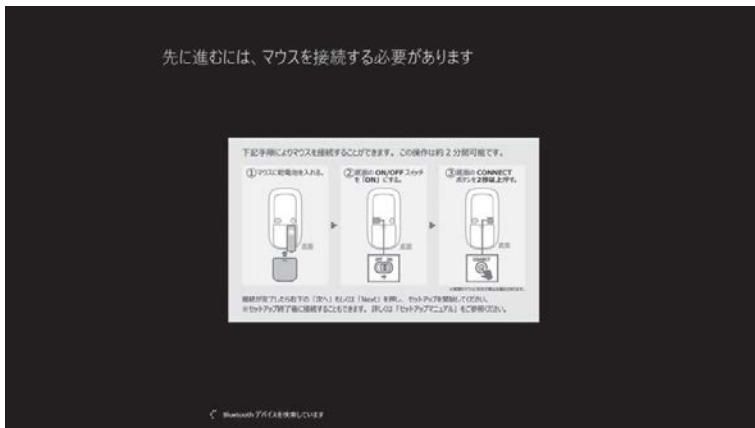 先に進むには、マウスを接続する必要があります
下記手順によりマウスを接続することができます。この操作は約 2 分間可能です。
①マウスに乾電池を入れる。
底面
②底面の ON/OFF スイッチ
を「ON」にする。
底面
OFF ON
③底面の CONNECT
ボタンを2秒以上押す。
底面
CONNECT
接続が完了したら右下の「次へ」もしくは「Next」を押し、セットアップを開始してください。
※セットアップ終了後に接続することもできます。詳しくは「セットアップマニュアル」をご参照ください。
Bluetooth デバイスを検索しています